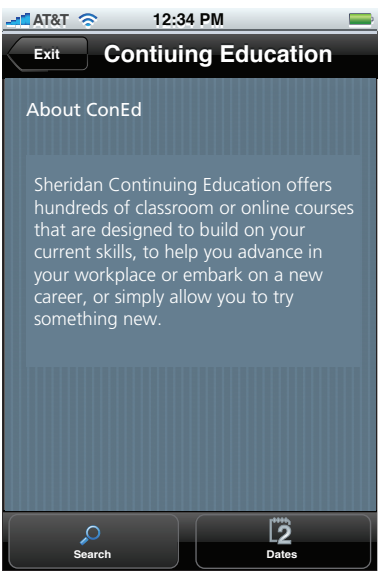 AT&T 12:34 PM
Exit Contiuing Education
About ConEd
Sheridan Continuing Education offers
hundreds of classroom or online courses
that are designed to build on your
current skills, to help you advance in
your workplace or embark on a new
career, or simply allow you to try
something new.
2
Search Dates